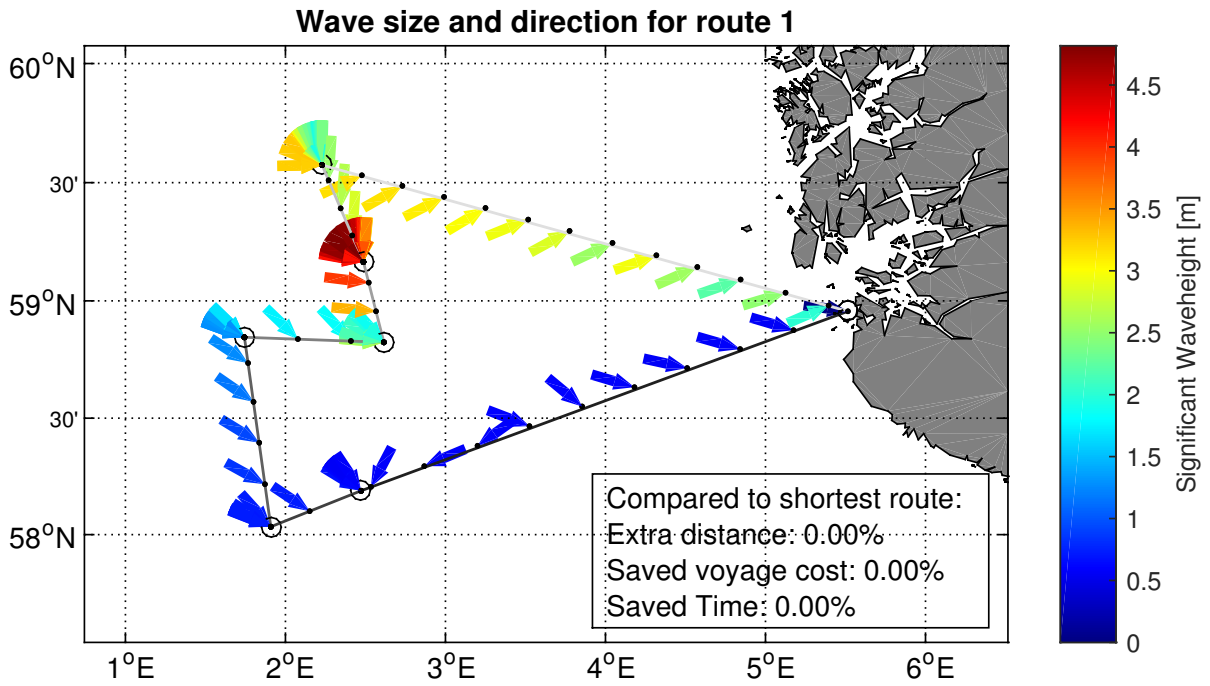 Wave size and direction for route 1
60°N
30'
59°N
30'
58°N
1°E 2°E 3°E 4°E 5°E 6°E
Compared to shortest route:
Extra distance: 0.00%
Saved voyage cost: 0.00%
Saved Time: 0.00%
4.5
4
3.5
3
2.5
2
1.5
1
0.5
0
Significant Waveheight [m]